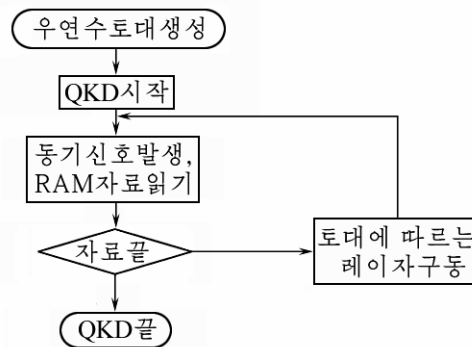 우연수토대생성
QKD시작
동기신호발생,
RAM자료읽기
자료끝
토대에 따르는
레이자구동
QKD끝